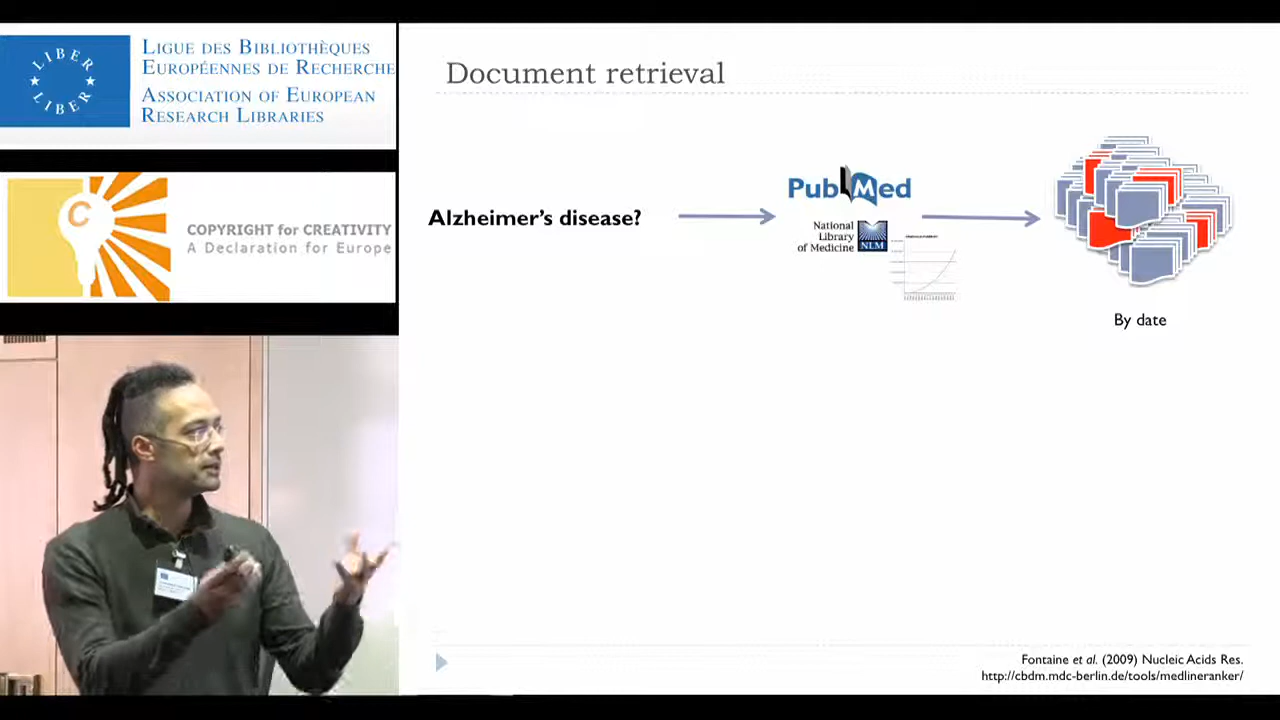 LIBER
LIBER
LIGUE DES BIBLIOTHÈQUES
EUROPÉENNES DE RECHERCHE
ASSOCIATION OF EUROPEAN
RESEARCH LIBRARIES
C
COPYRIGHT for CREATIVITY
A Declaration for Europe
Document retrieval
Alzheimer's disease?
PubMed
National
Library
of Medicine
NLM
By date
Fontaine et al. (2009) Nucleic Acids Res.
http://cbdm.mdc-berlin.de/tools/medlineranker/